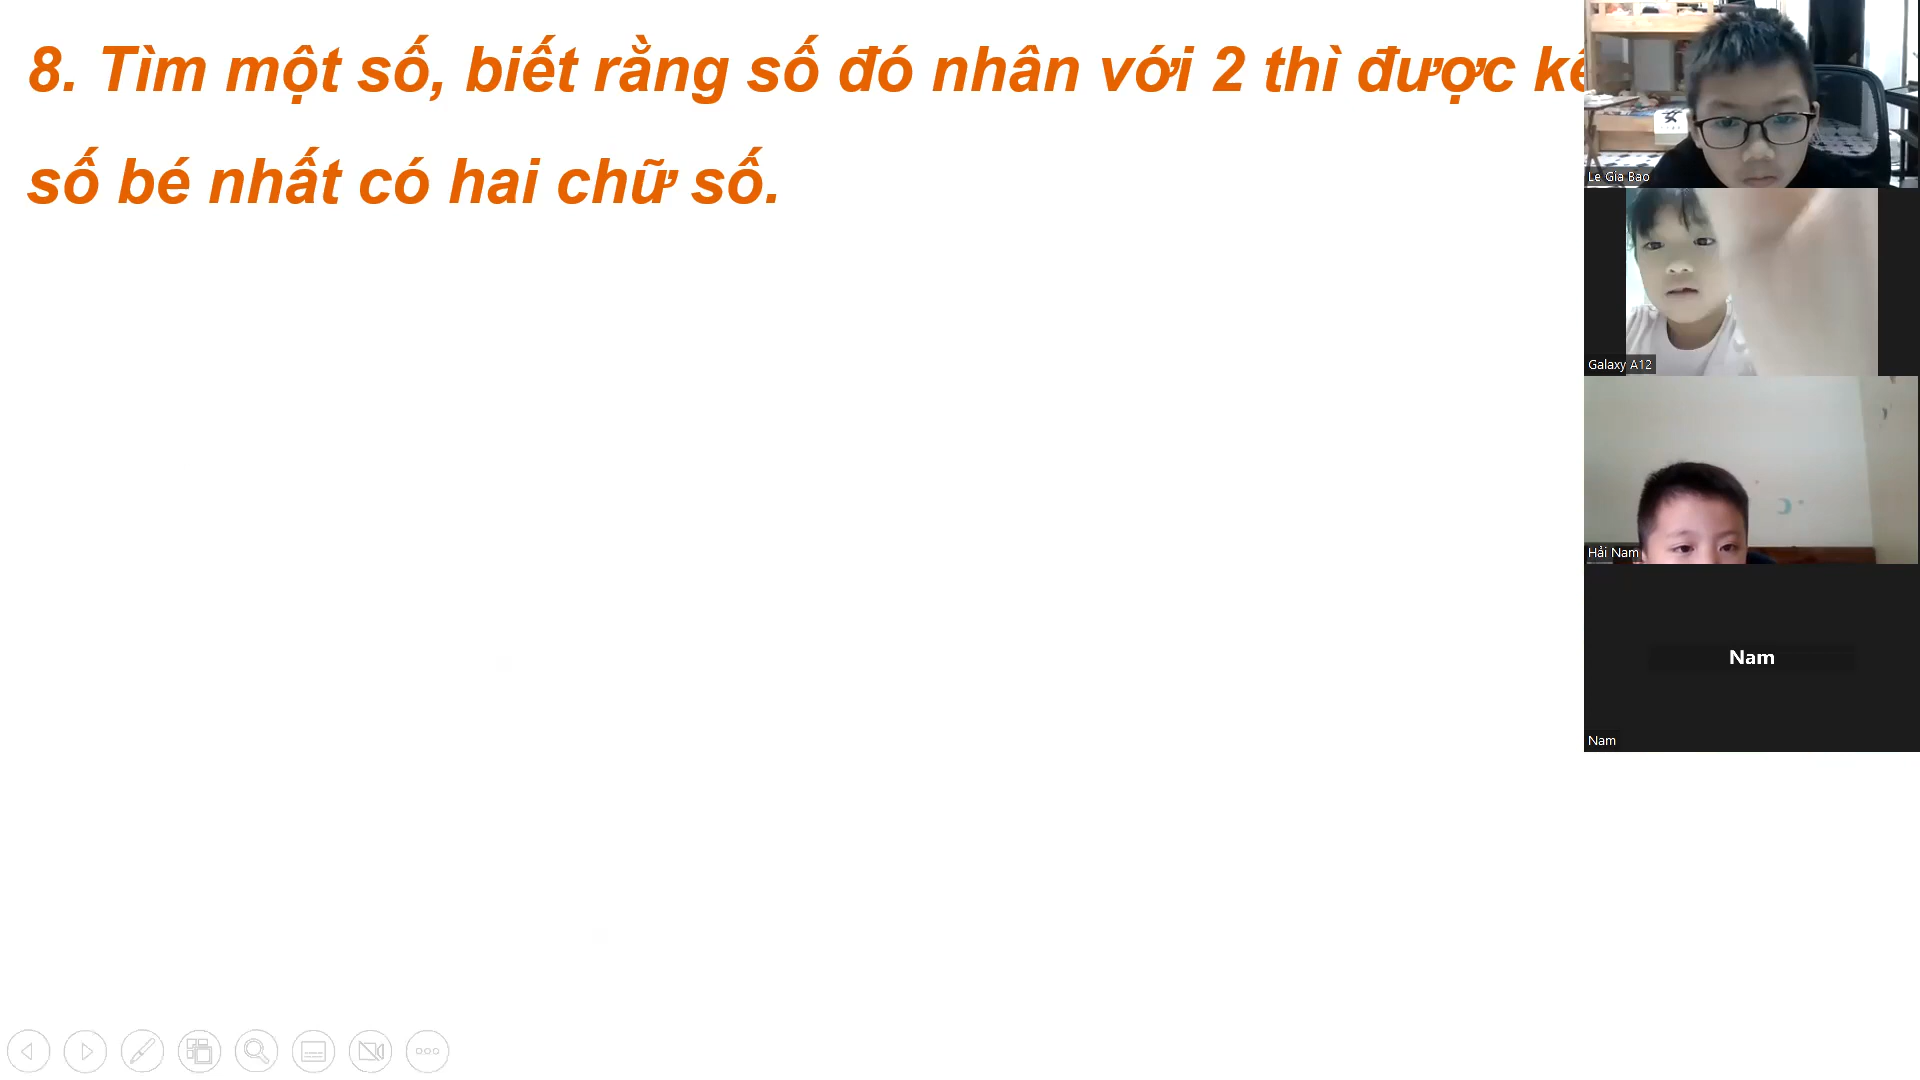 8. Tìm một số, biết rằng số đó nhân với 2 thì được
số bé nhất có hai chữ số.
Le Gia Bao
Galaxy A12
Hải Nam
Nam
Nam